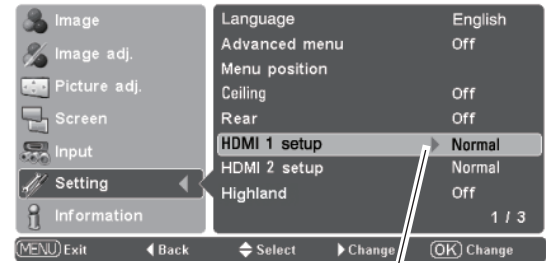 Image
Image adj.
Picture adj.
Screen
Input
Setting
Information
Language English
Advanced menu Off
Menu position
Ceiling Off
Rear Off
HDMI 1 setup Normal
HDMI 2 setup Normal
Highland Off
1 / 3
MENU Exit Back Select Change OK Change